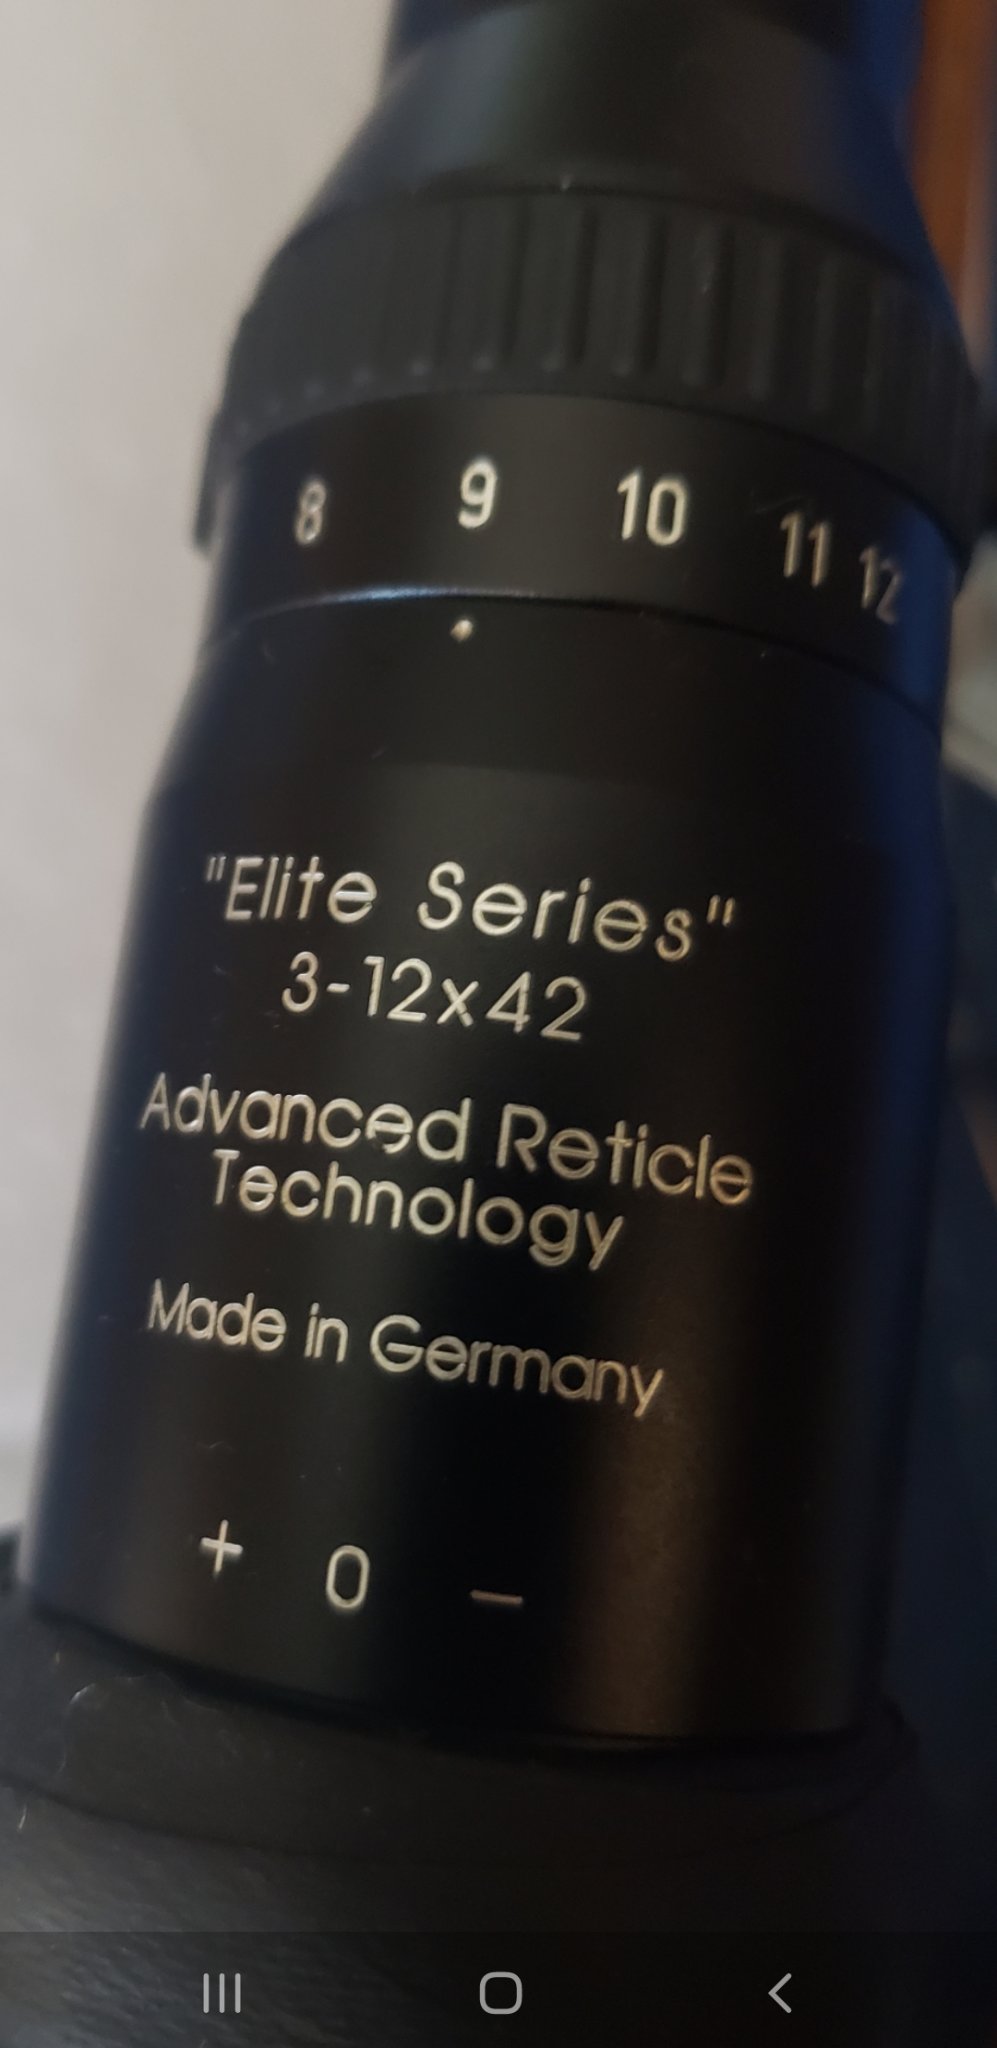 8 9 10 11 12
"Elite Series"
3-12x42
Advanced Reticle
Technology
Made in Germany
+ 0 −